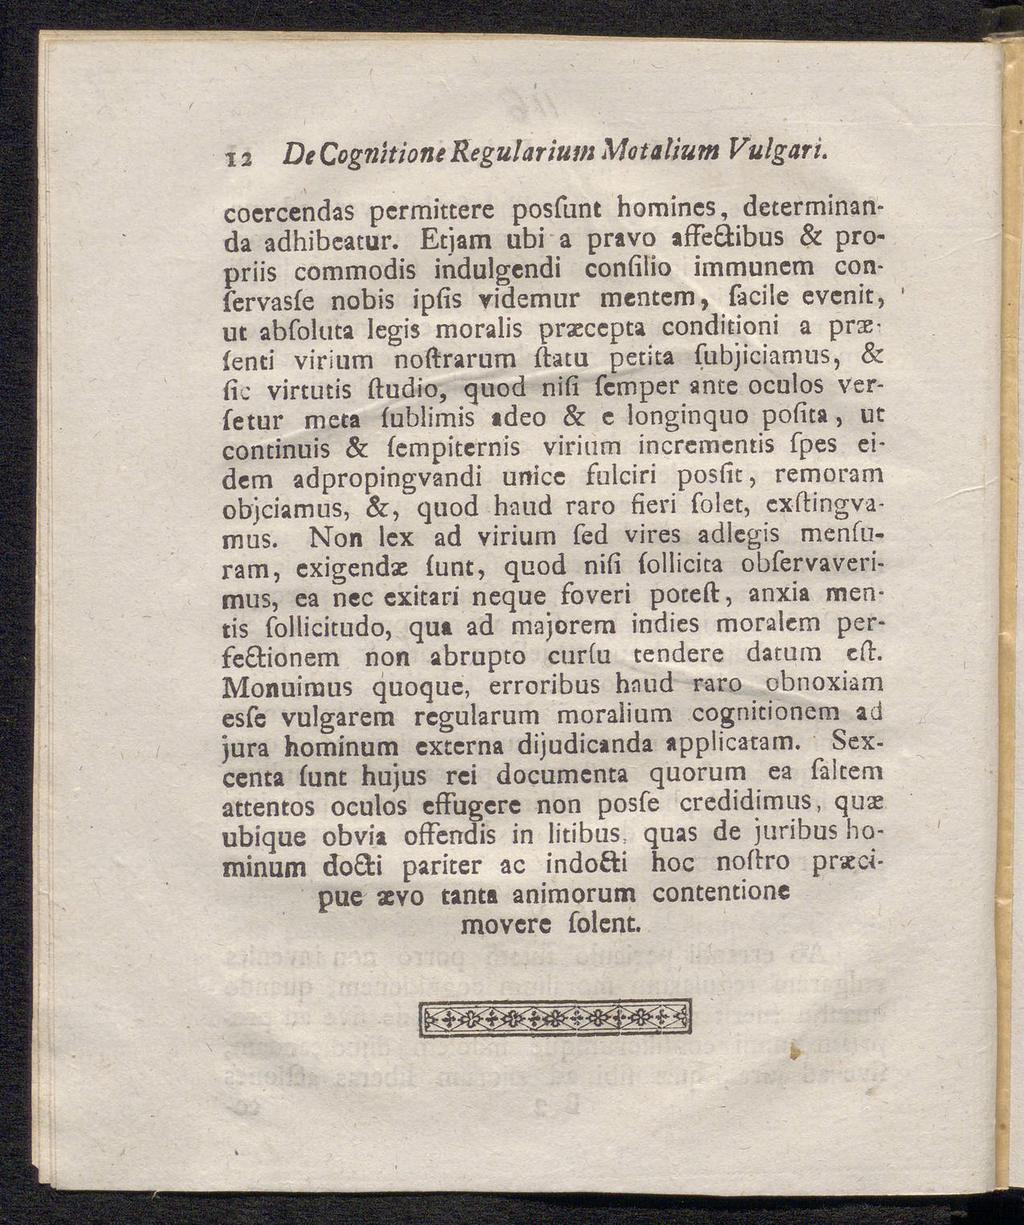 12 De Cognitione Regularium Motalium Vulgari.
coercendas permittere posſunt homines, determinan-
da adhibeatur. Etjam ubi a pravo affectibus & pro-
priis commodis indulgendi conſilio immunem con-
ſervasſe nobis ipſis videmur mentem, facile evenit,
ut abſoluta legis moralis præcepta conditioni a præ-
ſenti virium noſtrarum ſtatu petita ſubjiciamus, &
ſic virtutis ſtudio, quod niſi ſemper ante oculos ver-
ſetur meta ſublimis adeo & e longinquo poſita, ut
continuis & ſempiternis virium incrementis ſpes ei-
dem adpropingvandi unice fulciri posſit, remoram
objciamus, &, quod haud raro fieri ſolet, exſtingva-
mus. Non lex ad virium ſed vires adlegis menſu-
ram, exigendæ ſunt, quod niſi ſollicita obſervaveri-
mus, ea nec exitari neque foveri poteſt, anxia men-
tis ſollicitudo, qua ad majorem indies moralem per-
fectionem non abrupto curſu tendere datum eſt.
Monuimus quoque, erroribus haud raro obnoxiam
esſe vulgarem regularum moralium cognitionem ad
jura hominum externa dijudicanda applicatam. Sex-
centa ſunt hujus rei documenta quorum ea ſaltem
attentos oculos effugere non posſe credidimus, quæ
ubique obvia offendis in litibus, quas de juribus ho-
minum docti pariter ac indocti hoc noſtro præci-
pue ævo tanta animorum contentione
movere ſolent.